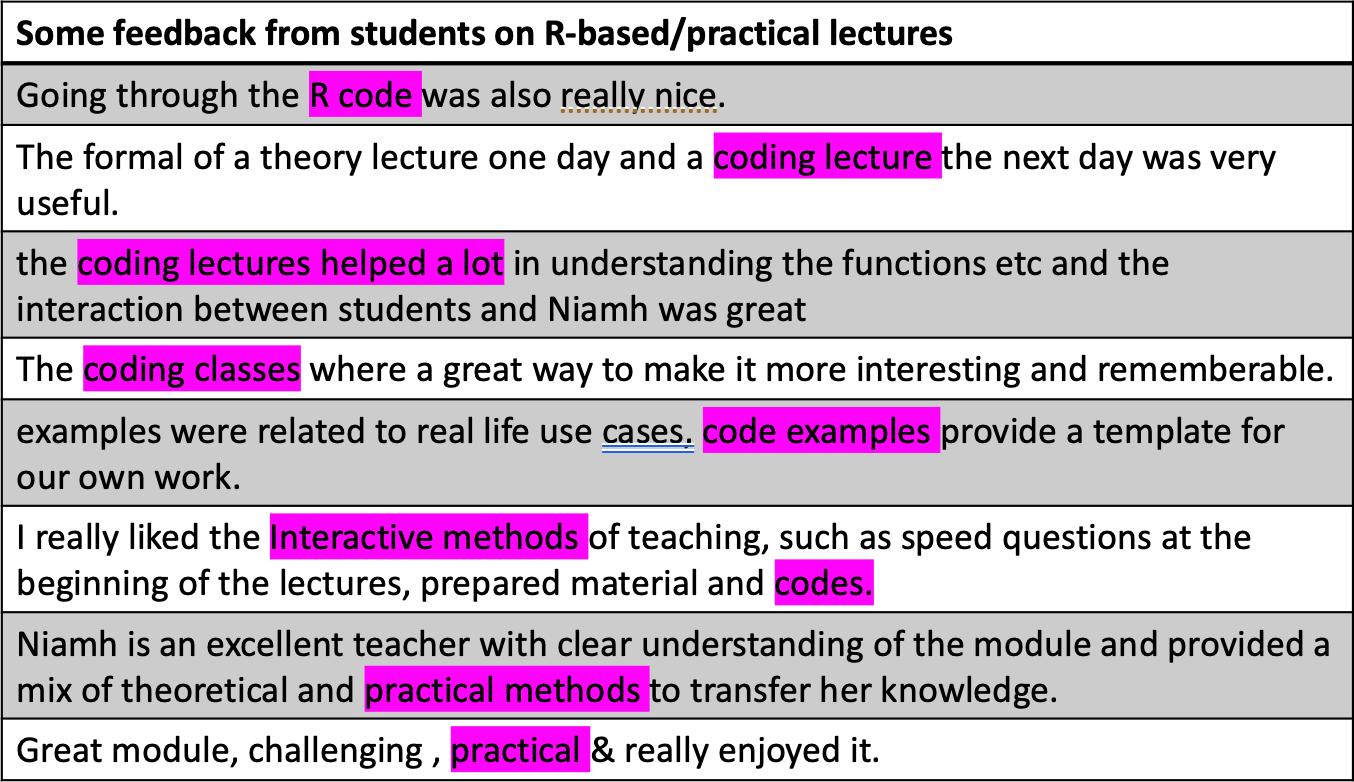 Some feedback from students on R-based/practical lectures
Going through the R code was also really nice.
The formal of a theory lecture one day and a coding lecture the next day was very
useful.
the coding lectures helped a lot in understanding the functions etc and the
interaction between students and Niamh was great
The coding classes where a great way to make it more interesting and rememberable.
examples were related to real life use cases. code examples provide a template for
our own work.
I really liked the Interactive methods of teaching, such as speed questions at the
beginning of the lectures, prepared material and codes.
Niamh is an excellent teacher with clear understanding of the module and provided a
mix of theoretical and practical methods to transfer her knowledge.
Great module, challenging , practical & really enjoyed it.